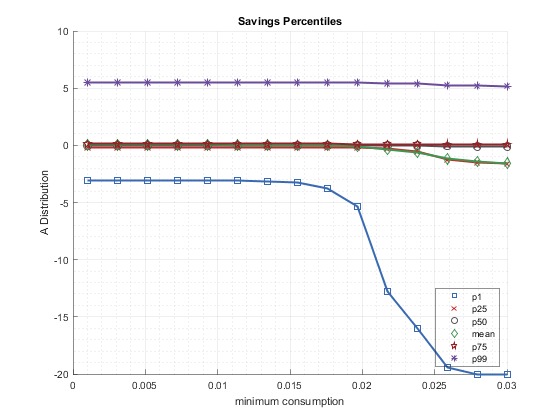 Savings Percentiles
10
5
0
-5
-10
-15
-20
A Distribution
p1
p25
p50
mean
p75
p99
0
0.005
0.01
0.015
0.02
0.025
0.03
minimum consumption